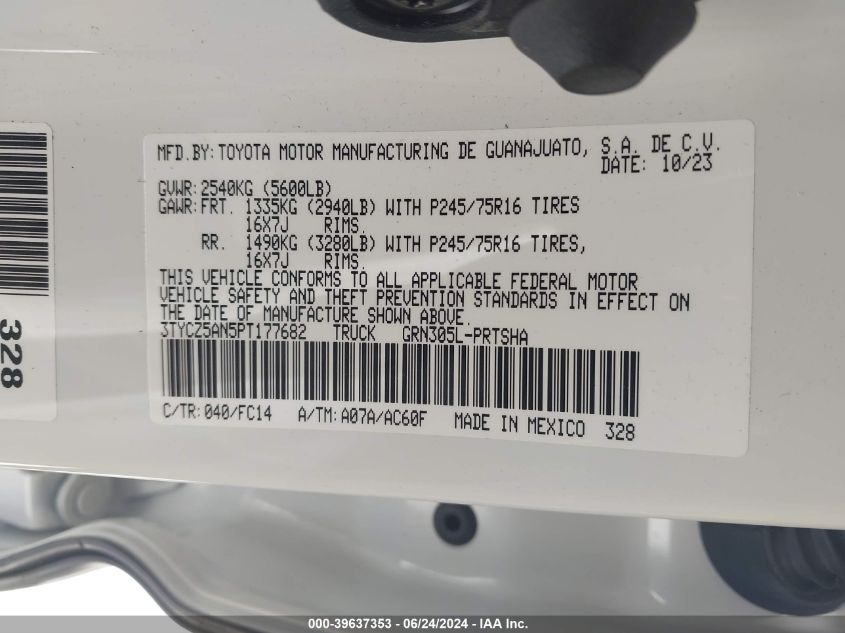 MFD.BY: TOYOTA MOTOR MANUFACTURING DE GUANAJUATO, S.A. DE C.V.
DATE: 10/23
GVWR: 2540KG (5600LB)
GAWR: FRT. 1335KG (2940LB) WITH P245/75R16 TIRES
16X7J RIMS.
RR. 1490KG (3280LB) WITH P245/75R16 TIRES,
16X7J RIMS.
THIS VEHICLE CONFORMS TO ALL APPLICABLE FEDERAL MOTOR
VEHICLE SAFETY AND THEFT PREVENTION STANDARDS IN EFFECT ON
THE DATE OF MANUFACTURE SHOWN ABOVE.
3TYCZ5AN5PT177682 TRUCK GRN305L-PRTSHA
C/TR: 040/FC14 A/TM: A07A/AC60F MADE IN MEXICO 328
328
000-39637353 - 06/24/2024 - IAA Inc.